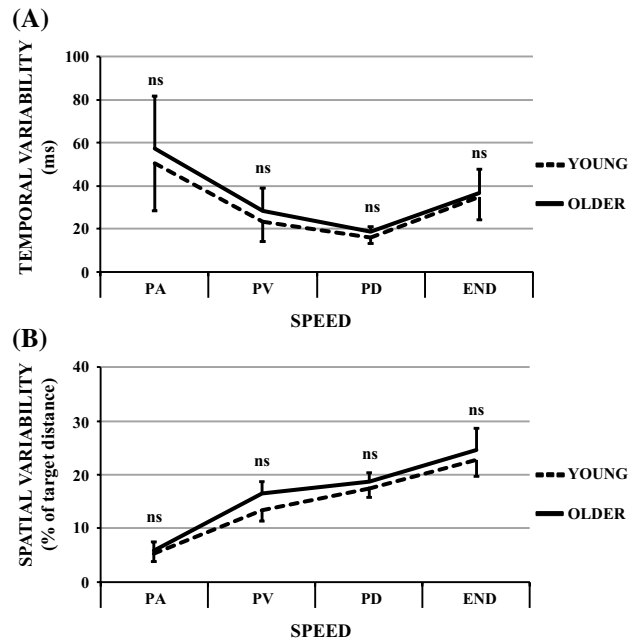 (A)
TEMPORAL VARIABILITY
(ms)
100
80
60
40
20
0
ns
ns
ns
ns
PA
PV
PD
END
SPEED
YOUNG
OLDER
(B)
SPATIAL VARIABILITY
(% of target distance)
40
30
20
10
0
ns
ns
ns
ns
PA
PV
PD
END
SPEED
YOUNG
OLDER